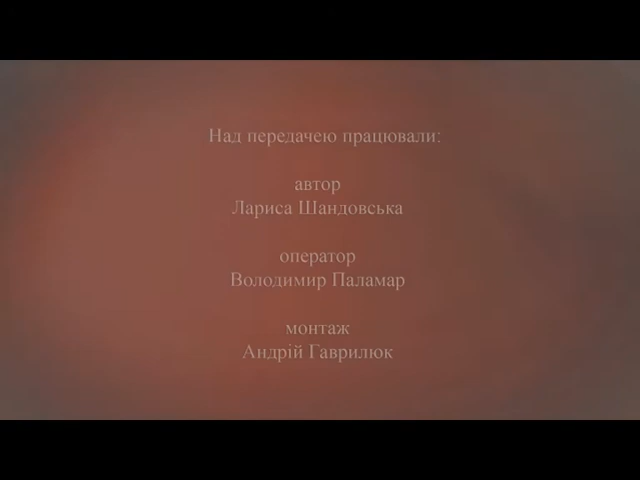 Над передачею працювали:
автор
Лариса Шандовська
оператор
Володимир Паламар
монтаж
Андрій Гаврилюк